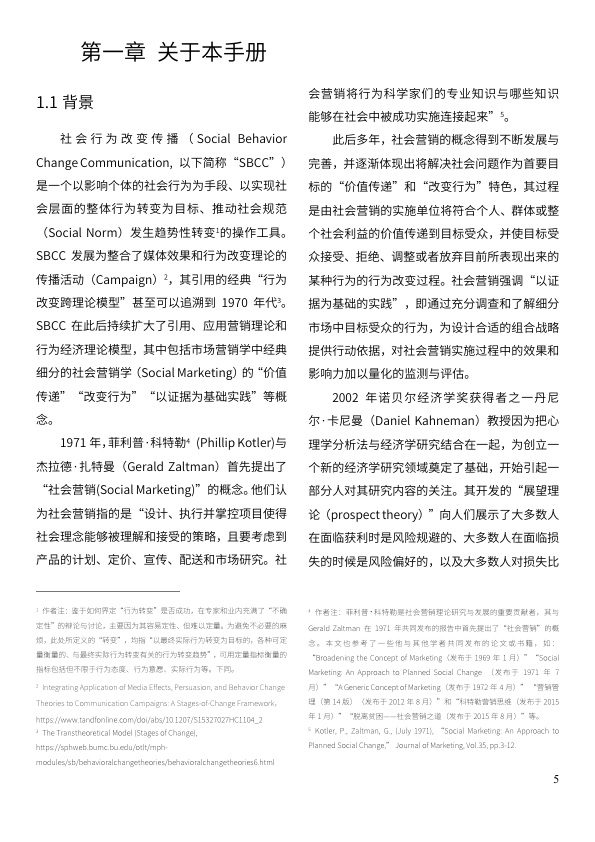 第一章 关于本手册
1.1 背景
社会行为改变传播（Social Behavior
Change Communication, 以下简称“SBCC”）
是一个以影响个体的社会行为为手段、以实现社
会层面的整体行为转变为目标、推动社会规范
（Social Norm）发生趋势性转变¹的操作工具。
SBCC 发展为整合了媒体效果和行为改变理论的
传播活动（Campaign）²，其引用的经典“行为
改变跨理论模型”甚至可以追溯到 1970 年代³。
SBCC 在此后持续扩大了引用、应用营销理论和
行为经济理论模型，其中包括市场营销学中经典
细分的社会营销学（Social Marketing）的“价值
传递”“改变行为”“以证据为基础实践”等概
念。
1971 年，菲利普·科特勒⁴ (Phillip Kotler)与
杰拉德·扎特曼（Gerald Zaltman）首先提出了
“社会营销(Social Marketing)”的概念。他们认
为社会营销指的是“设计、执行并掌控项目使得
社会理念能够被理解和接受的策略，且要考虑到
产品的计划、定价、宣传、配送和市场研究。社
¹ 作者注：鉴于如何界定“行为转变”是否成功，在专家和业内充满了“不确
定性”的辩论与讨论，主要因为其容易定性、但难以定量。为避免不必要的麻
烦，此处所定义的“转变”，均指“以最终实际行为转变为目标的，各种可定
量衡量的、与最终实际行为转变有关的行为转变趋势”，可用定量指标衡量的
指标包括但不限于行为态度、行为意愿、实际行为等。下同。
² Integrating Application of Media Effects, Persuasion, and Behavior Change
Theories to Communication Campaigns: A Stages-of-Change Framework,
https://www.tandfonline.com/doi/abs/10.1207/S15327027HC1104_2
³ The Transtheoretical Model (Stages of Change),
https://sphweb.bumc.bu.edu/otlt/mph-
modules/sb/behavioralchangetheories/behavioralchangetheories6.html
会营销将行为科学家们的专业知识与哪些知识
能够在社会中被成功实施连接起来”⁵。
此后多年，社会营销的概念得到不断发展与
完善，并逐渐体现出将解决社会问题作为首要目
标的“价值传递”和“改变行为”特色，其过程
是由社会营销的实施单位将符合个人、群体或整
个社会利益的价值传递到目标受众，并使目标受
众接受、拒绝、调整或者放弃目前所表现出来的
某种行为的行为改变过程。社会营销强调“以证
据为基础的实践”，即通过充分调查和了解细分
市场中目标受众的行为，为设计合适的组合战略
提供行动依据，对社会营销实施过程中的效果和
影响力加以量化的监测与评估。
2002 年诺贝尔经济学奖获得者之一丹尼
尔·卡尼曼（Daniel Kahneman）教授因为把心
理学分析法与经济学研究结合在一起，为创立一
个新的经济学研究领域奠定了基础，开始引起一
部分人对其研究内容的关注。其开发的“展望理
论（prospect theory）”向人们展示了大多数人
在面临获利时是风险规避的、大多数人在面临损
失的时候是风险偏好的，以及大多数人对损失比
⁴ 作者注：菲利普·科特勒是社会营销理论研究与发展的重要贡献者，其与
Gerald Zaltman 在 1971 年共同发布的报告中首先提出了“社会营销”的概
念。本文也参考了一些他与其他学者共同发布的论文或书籍，如：
“Broadening the Concept of Marketing（发布于 1969 年 1 月）”“Social
Marketing: An Approach to Planned Social Change （发布于 1971 年 7
月）”“A Generic Concept of Marketing（发布于 1972 年 4 月）”“营销管
理（第 14 版）（发布于 2012 年 8 月）”和“科特勒营销思维（发布于 2015
年 1 月）”“脱离贫困——社会营销之道（发布于 2015 年 8 月）”等。
⁵ Kotler, P., Zaltman, G., (July 1971), “Social Marketing: An Approach to
Planned Social Change,” Journal of Marketing, Vol.35, pp.3-12.
5